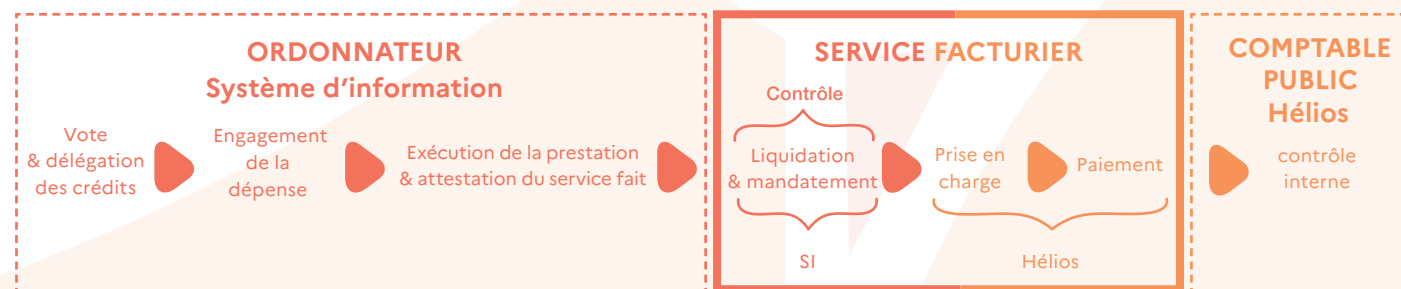 ORDONNATEUR
Système d’information
Vote
& délégation
des crédits
Engagement
de la
dépense
Exécution de la prestation
& attestation du service fait
SERVICE FACTURIER
Contrôle
Liquidation
& mandatement
SI
Prise en
charge
Paiement
Hélios
COMPTABLE
PUBLIC
Hélios
contrôle
interne